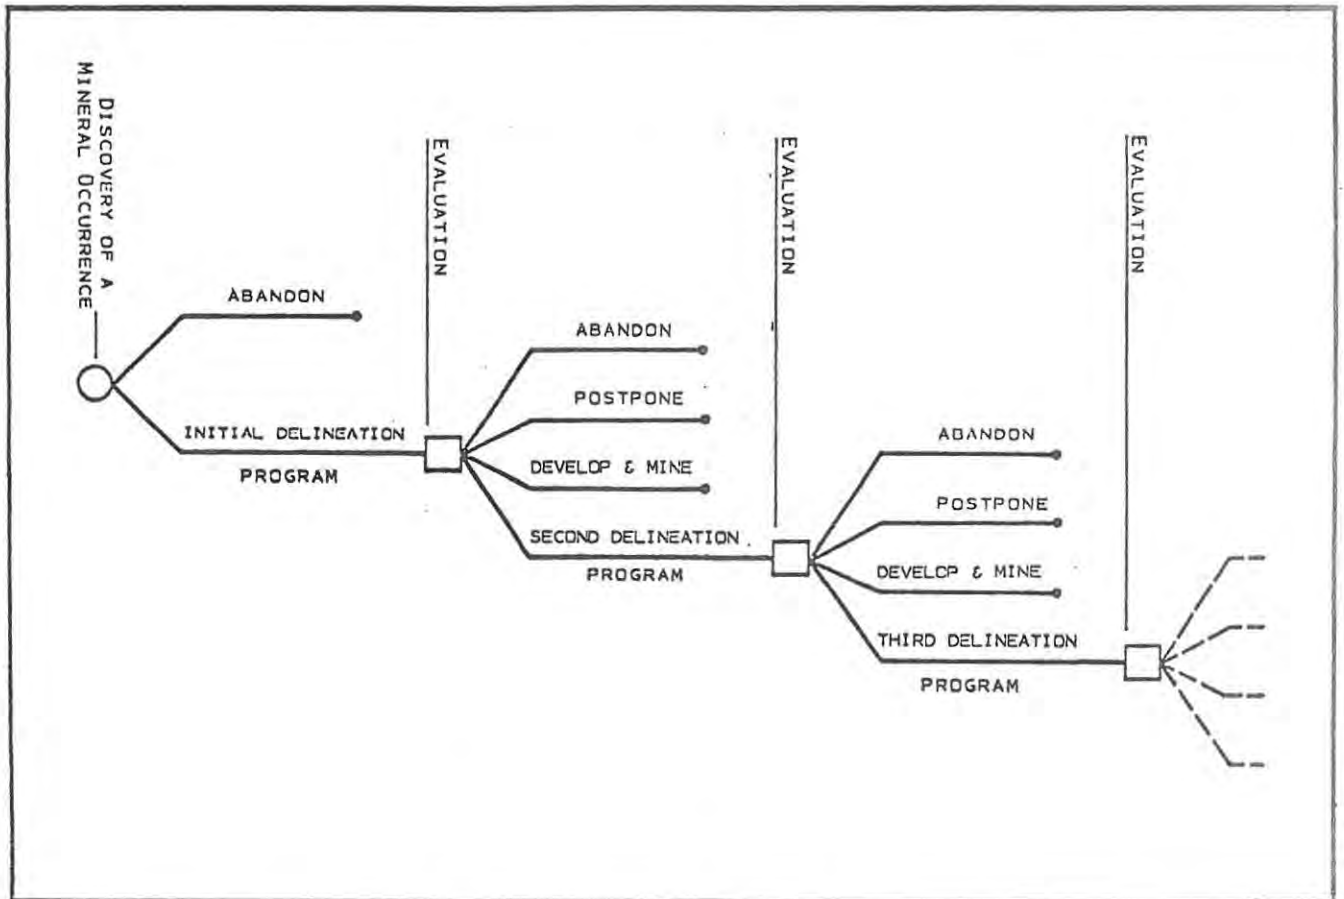 DISCOVERY OF A
MINERAL OCCURRENCE
ABANDON
INITIAL DELINEATION
PROGRAM
EVALUATION
ABANDON
POSTPONE
DEVELOP & MINE
SECOND DELINEATION
PROGRAM
EVALUATION
ABANDON
POSTPONE
DEVELOP & MINE
THIRD DELINEATION
PROGRAM
EVALUATION